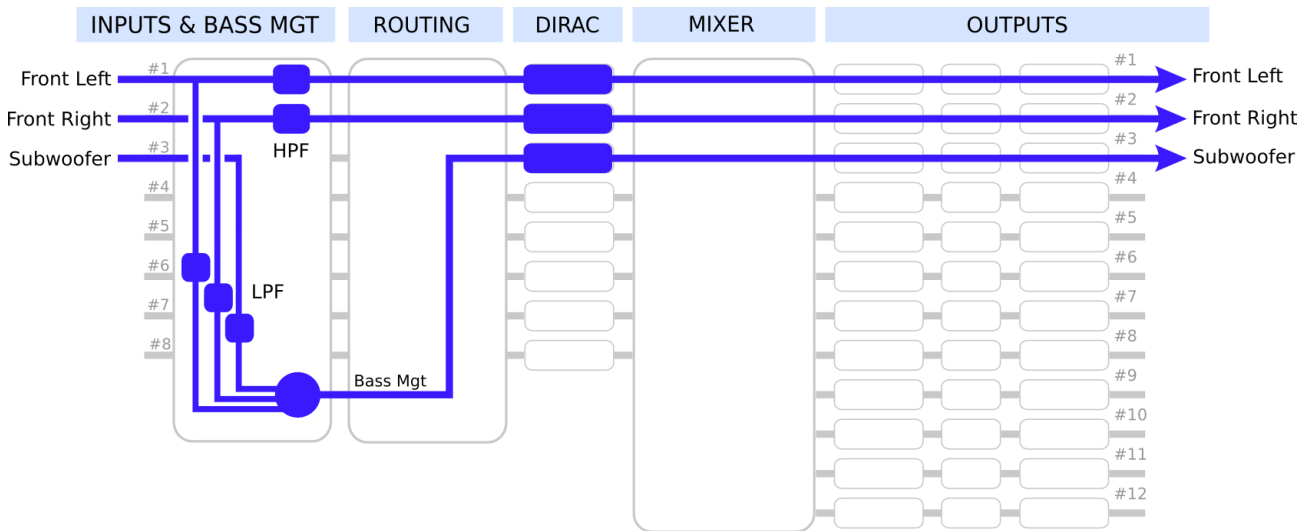 INPUTS & BASS MGT
ROUTING
DIRAC
MIXER
OUTPUTS
Front Left
#1
#1
Front Left
Front Right
#2
#2
Front Right
HPF
Subwoofer
#3
#3
Subwoofer
#4
#4
#5
#5
#6
#6
LPF
#7
#7
#8
#8
Bass Mgt
#9
#10
#11
#12